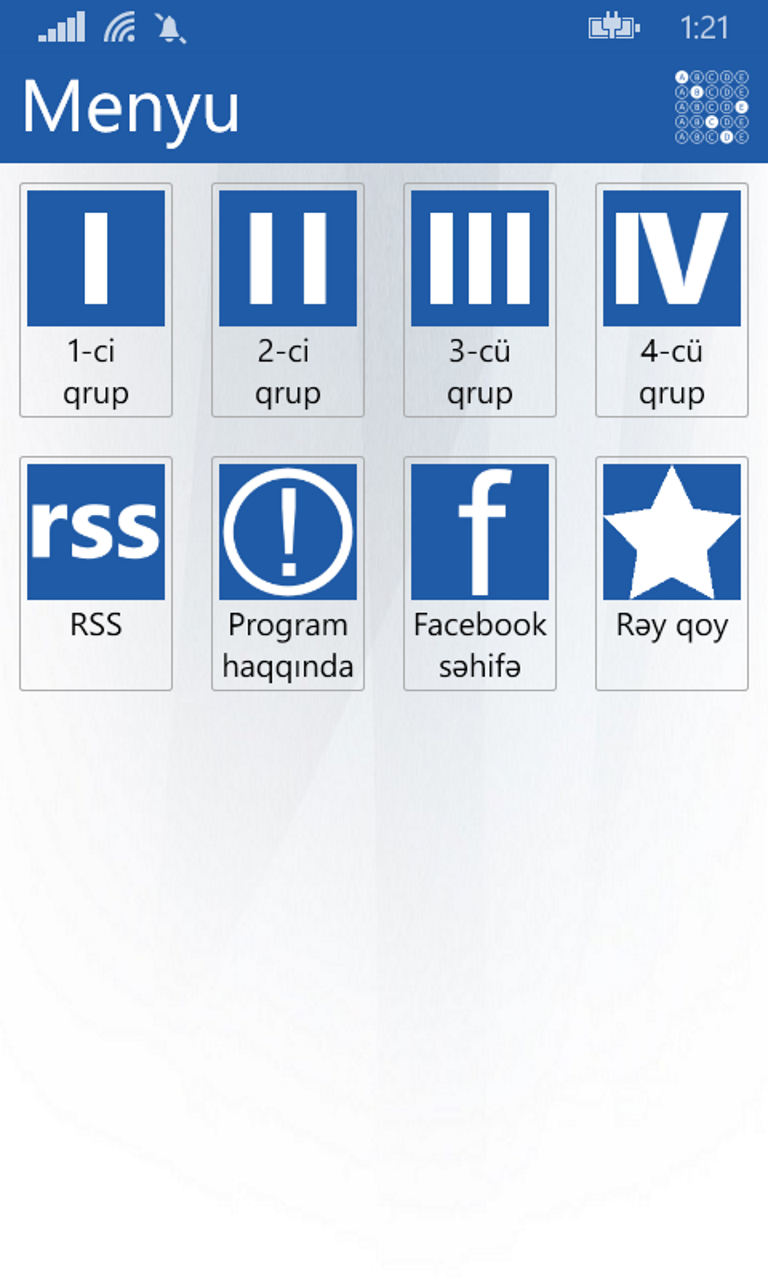 1:21
Menyu
A B C D E
A B C D E
A B C D E
A B C D E
A B C D E
I
II
III
IV
1-ci
qrup
2-ci
qrup
3-cü
qrup
4-cü
qrup
rss
!
f
RSS
Program
haqqında
Facebook
səhifə
Rəy qoy